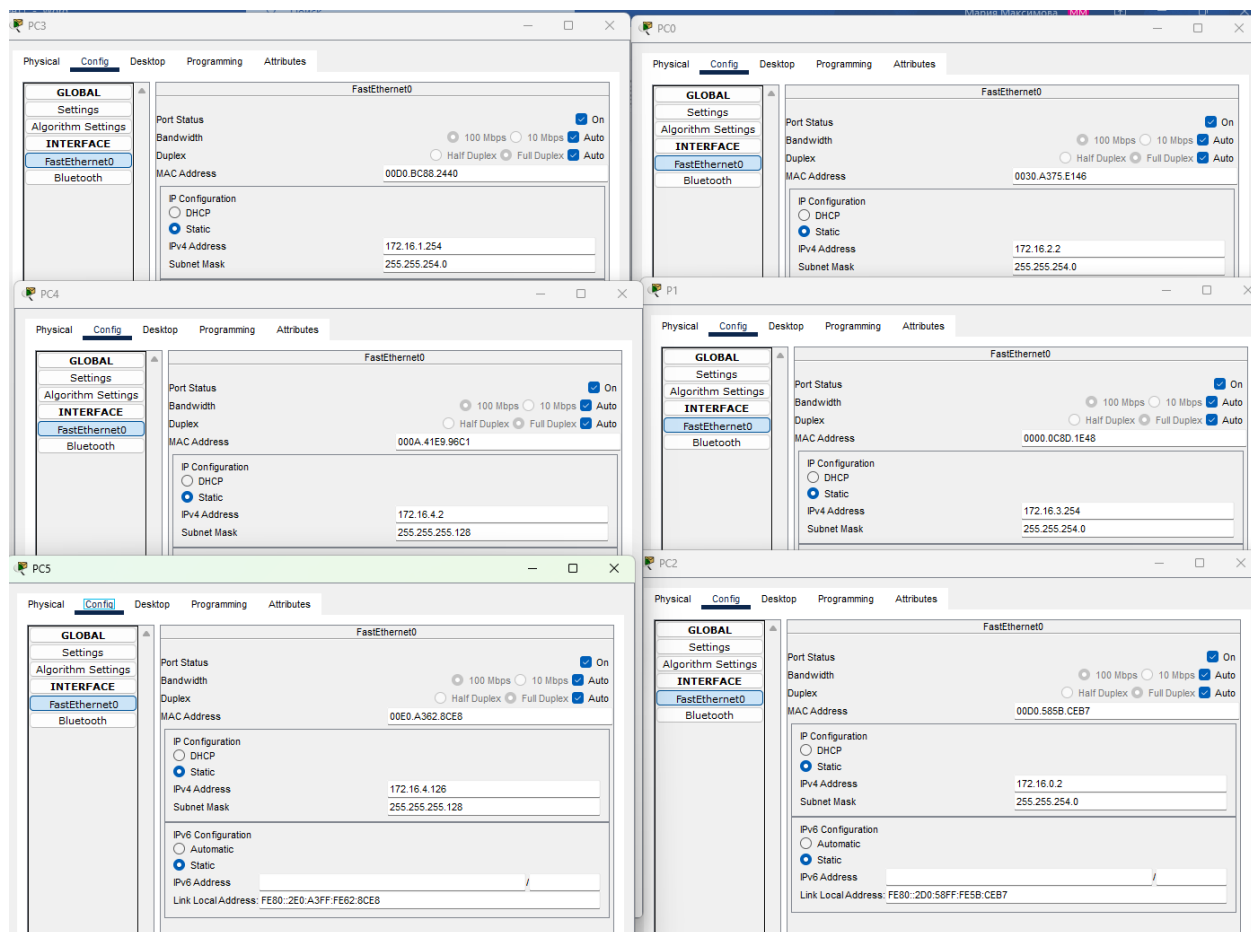 Мария Максимова MM
PC3
Physical Config Desktop Programming Attributes
GLOBAL
Settings
Algorithm Settings
INTERFACE
FastEthernet0
Bluetooth
FastEthernet0
Port Status On
Bandwidth 100 Mbps 10 Mbps Auto
Duplex Half Duplex Full Duplex Auto
MAC Address 00D0.BC88.2440
IP Configuration
DHCP
Static
IPv4 Address 172.16.1.254
Subnet Mask 255.255.254.0
PC0
Physical Config Desktop Programming Attributes
GLOBAL
Settings
Algorithm Settings
INTERFACE
FastEthernet0
Bluetooth
FastEthernet0
Port Status On
Bandwidth 100 Mbps 10 Mbps Auto
Duplex Half Duplex Full Duplex Auto
MAC Address 0030.A375.E146
IP Configuration
DHCP
Static
IPv4 Address 172.16.2.2
Subnet Mask 255.255.254.0
PC4
Physical Config Desktop Programming Attributes
GLOBAL
Settings
Algorithm Settings
INTERFACE
FastEthernet0
Bluetooth
FastEthernet0
Port Status On
Bandwidth 100 Mbps 10 Mbps Auto
Duplex Half Duplex Full Duplex Auto
MAC Address 000A.41E9.96C1
IP Configuration
DHCP
Static
IPv4 Address 172.16.4.2
Subnet Mask 255.255.255.128
P1
Physical Config Desktop Programming Attributes
GLOBAL
Settings
Algorithm Settings
INTERFACE
FastEthernet0
Bluetooth
FastEthernet0
Port Status On
Bandwidth 100 Mbps 10 Mbps Auto
Duplex Half Duplex Full Duplex Auto
MAC Address 0000.0C8D.1E48
IP Configuration
DHCP
Static
IPv4 Address 172.16.3.254
Subnet Mask 255.255.254.0
PC5
Physical Config Desktop Programming Attributes
GLOBAL
Settings
Algorithm Settings
INTERFACE
FastEthernet0
Bluetooth
FastEthernet0
Port Status On
Bandwidth 100 Mbps 10 Mbps Auto
Duplex Half Duplex Full Duplex Auto
MAC Address 00E0.A362.8CE8
IP Configuration
DHCP
Static
IPv4 Address 172.16.4.126
Subnet Mask 255.255.255.128
IPv6 Configuration
Automatic
Static
IPv6 Address /
Link Local Address: FE80::2E0:A3FF:FE62:8CE8
PC2
Physical Config Desktop Programming Attributes
GLOBAL
Settings
Algorithm Settings
INTERFACE
FastEthernet0
Bluetooth
FastEthernet0
Port Status On
Bandwidth 100 Mbps 10 Mbps Auto
Duplex Half Duplex Full Duplex Auto
MAC Address 00D0.585B.CEB7
IP Configuration
DHCP
Static
IPv4 Address 172.16.0.2
Subnet Mask 255.255.254.0
IPv6 Configuration
Automatic
Static
IPv6 Address /
Link Local Address: FE80::2D0:58FF:FE5B:CEB7